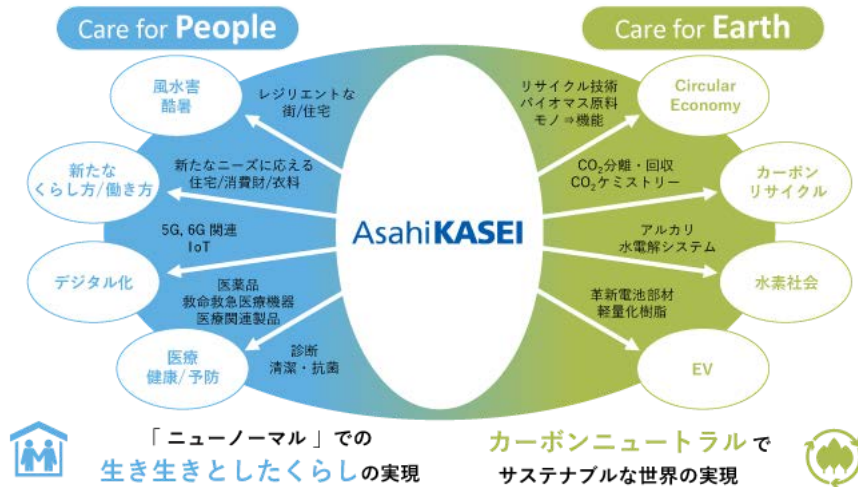 Care for People
風水害
酷暑
レジリエントな
街/住宅
新たな
くらし方/働き方
新たなニーズに応える
住宅/消費財/衣料
5G, 6G 関連
IoT
デジタル化
医薬品
救命救急医療機器
医療関連製品
医療
健康/予防
診断
清潔・抗菌
AsahiKASEI
Care for Earth
リサイクル技術
バイオマス原料
モノ⇒機能
Circular
Economy
CO₂分離・回収
CO₂ケミストリー
カーボン
リサイクル
アルカリ
水電解システム
水素社会
革新電池部材
軽量化樹脂
EV
「 ニューノーマル 」での
生き生きとしたくらしの実現
カーボンニュートラルで
サステナブルな世界の実現